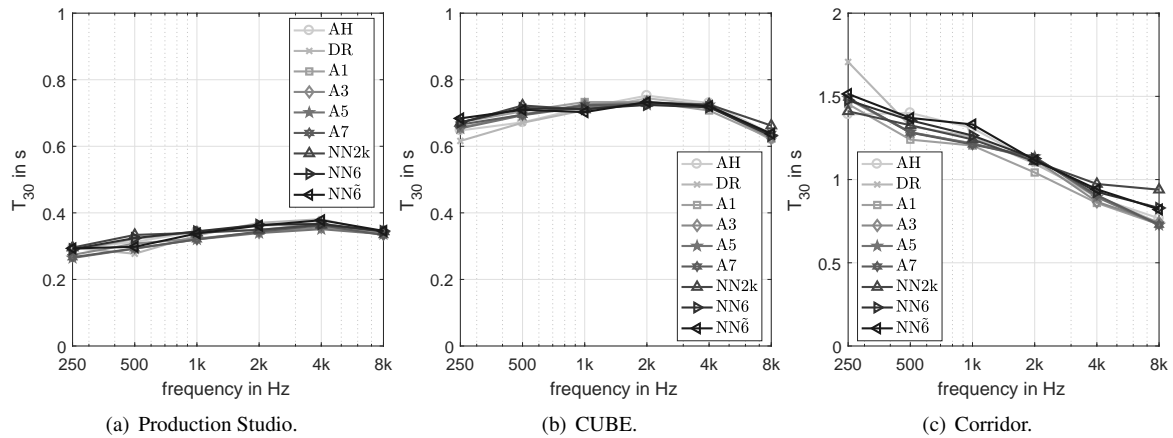 1
0.8
0.6
0.4
0.2
0
T30 in s
250 500 1k 2k 4k 8k
frequency in Hz
AH
DR
A1
A3
A5
A7
NN2k
NN6
NN6̃
(a) Production Studio.
1
0.8
0.6
0.4
0.2
0
T30 in s
250 500 1k 2k 4k 8k
frequency in Hz
AH
DR
A1
A3
A5
A7
NN2k
NN6
NN6̃
(b) CUBE.
2
1.5
1
0.5
0
T30 in s
250 500 1k 2k 4k 8k
frequency in Hz
AH
DR
A1
A3
A5
A7
NN2k
NN6
NN6̃
(c) Corridor.